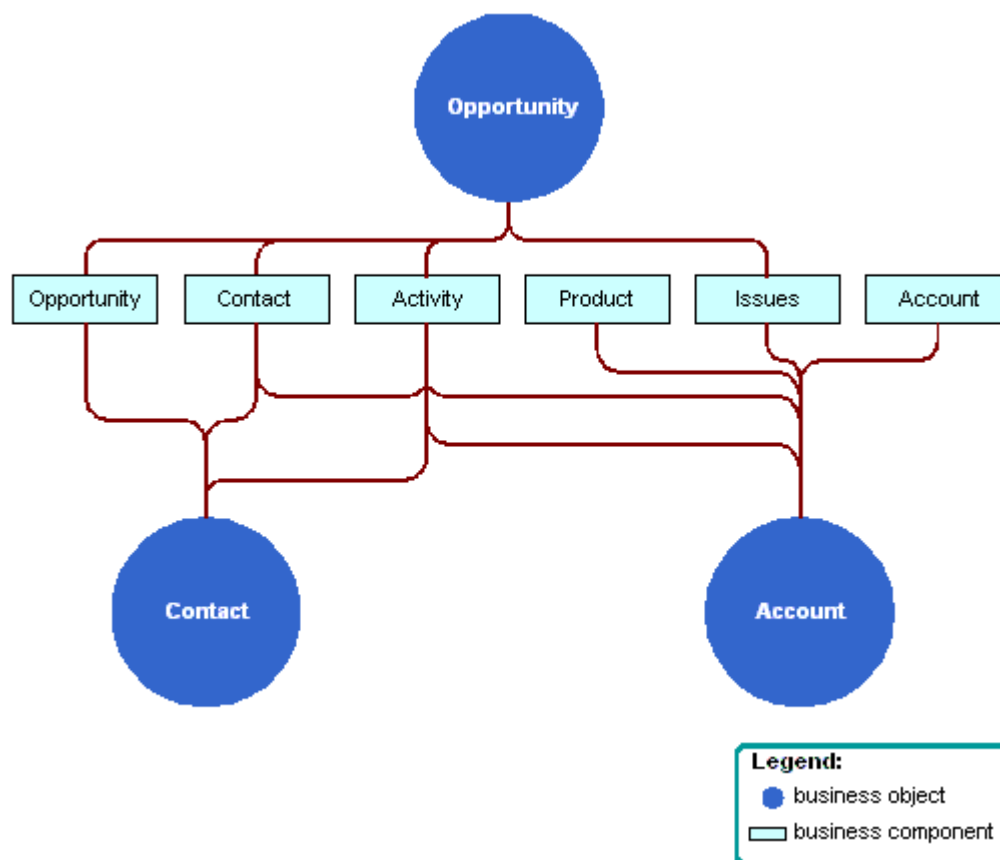 Opportunity
Opportunity
Contact
Activity
Product
Issues
Account
Contact
Account
Legend:
business object
business component